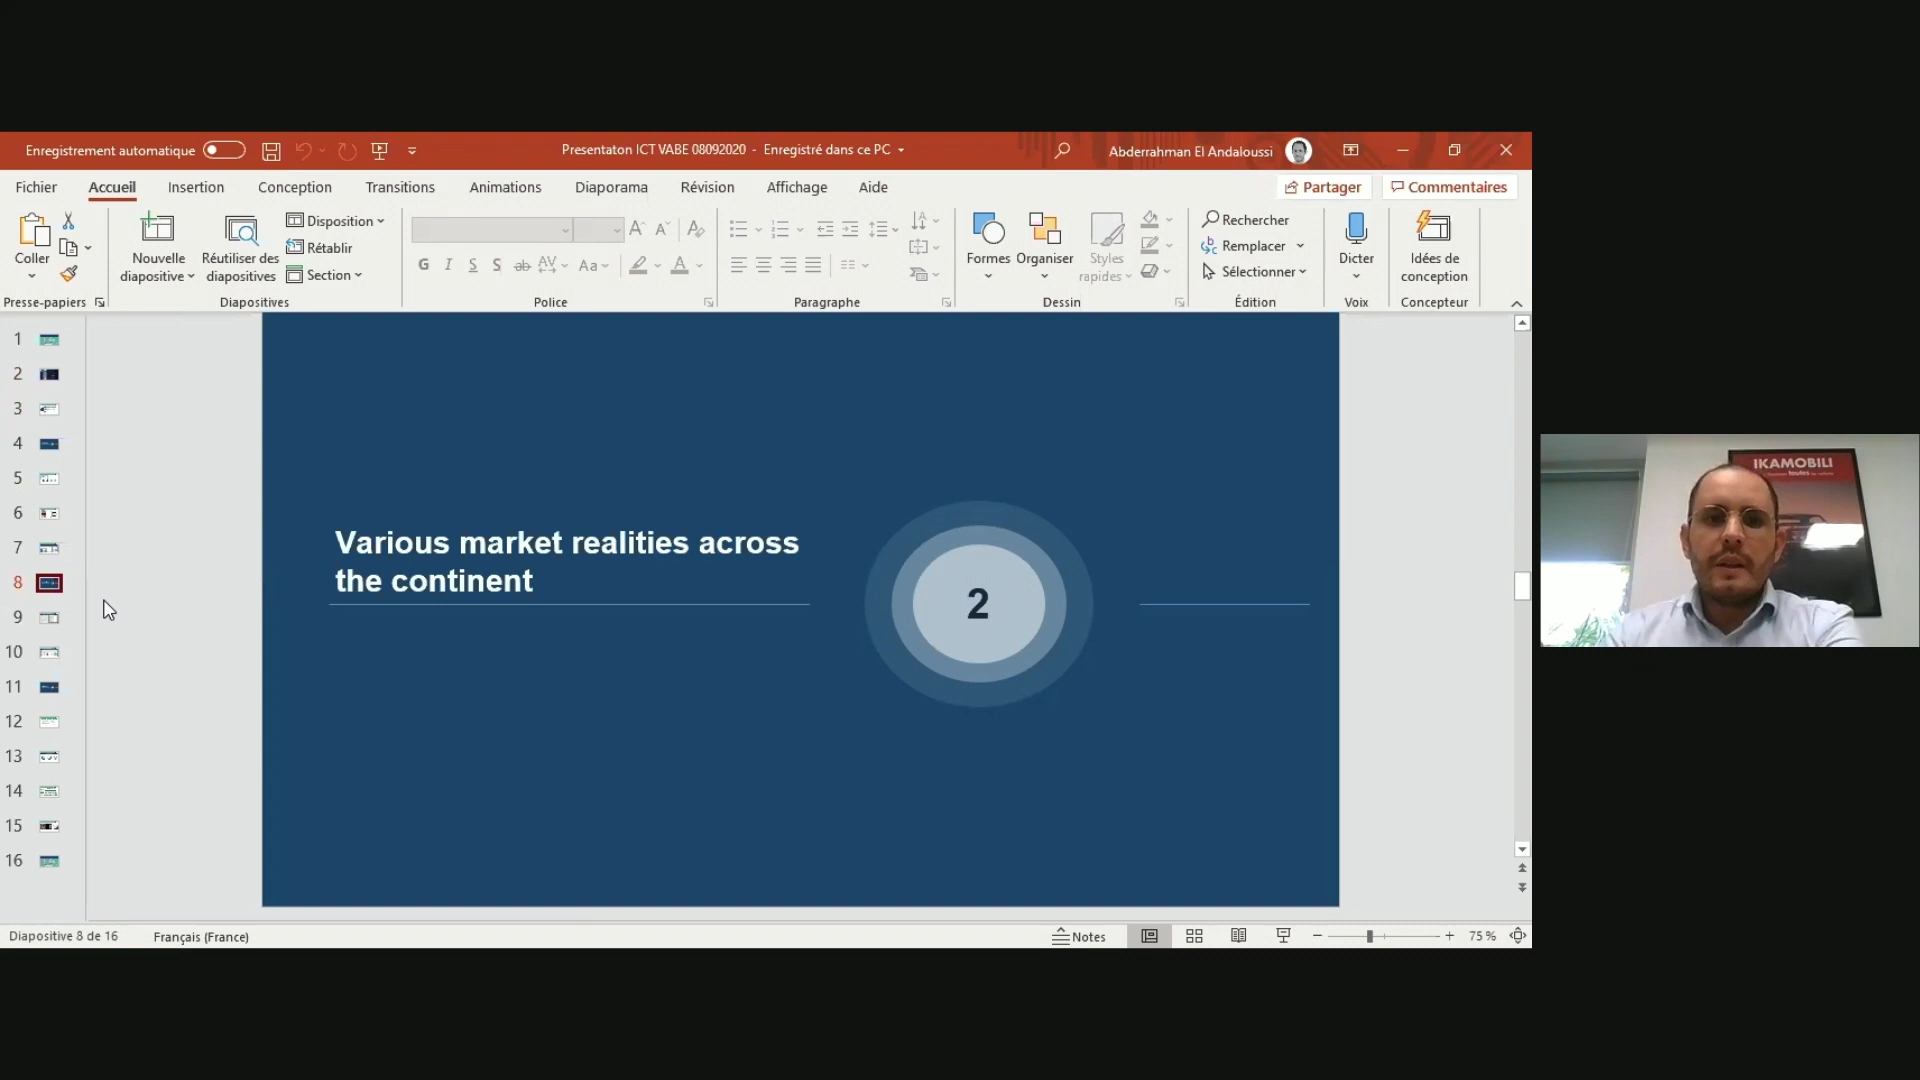 Enregistrement automatique
Presentaton ICT VABE 08092020 - Enregistré dans ce PC
Abderrahman El Andaloussi
Fichier Accueil Insertion Conception Transitions Animations Diaporama Révision Affichage Aide
Partager Commentaires
Coller
Nouvelle diapositive
Réutiliser des diapositives
Disposition
Rétablir
Section
G I S S ab AV Aa A
Formes Organiser Styles rapides
Rechercher
Remplacer
Sélectionner
Dicter
Idées de conception
Presse-papiers Diapositives Police Paragraphe Dessin Édition Voix Concepteur
1
2
3
4
5
6
7
8
9
10
11
12
13
14
15
16
Various market realities across
the continent
2
IKAMOBILI
Diapositive 8 de 16 Français (France) Notes 75 %